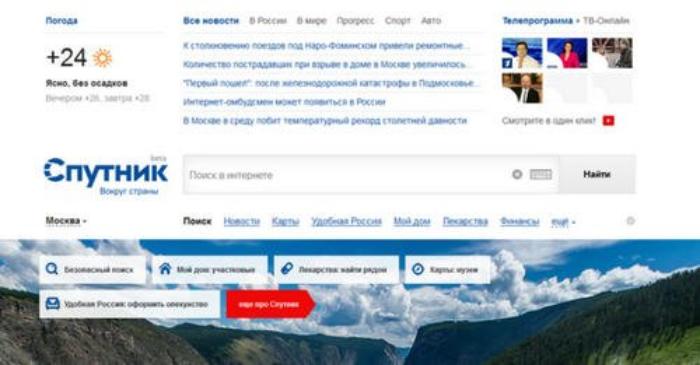 Погода
+24
Ясно, без осадков
Вечером +26, завтра +28
Все новости В России В мире Прогресс Спорт Авто
К столкновению поездов под Наро-Фоминском привели ремонтные...
Количество пострадавших при взрыве в доме в Москве увеличилось...
"Первый пошел": после железнодорожной катастрофы в Подмосковье...
Интернет-омбудсмен может появиться в России
В Москве в среду побит температурный рекорд столетней давности
Телепрограмма • ТВ-Онлайн
Смотрите в один клик!
Спутник beta
Вокруг страны
Поиск в интернете
Найти
Москва
Поиск Новости Карты Удобная Россия Мой дом Лекарства Финансы ещё
Безопасный поиск
Мой дом: участковые
Лекарства: найти рядом
Карты: музеи
Удобная Россия: оформить опекунство
еще про Спутник